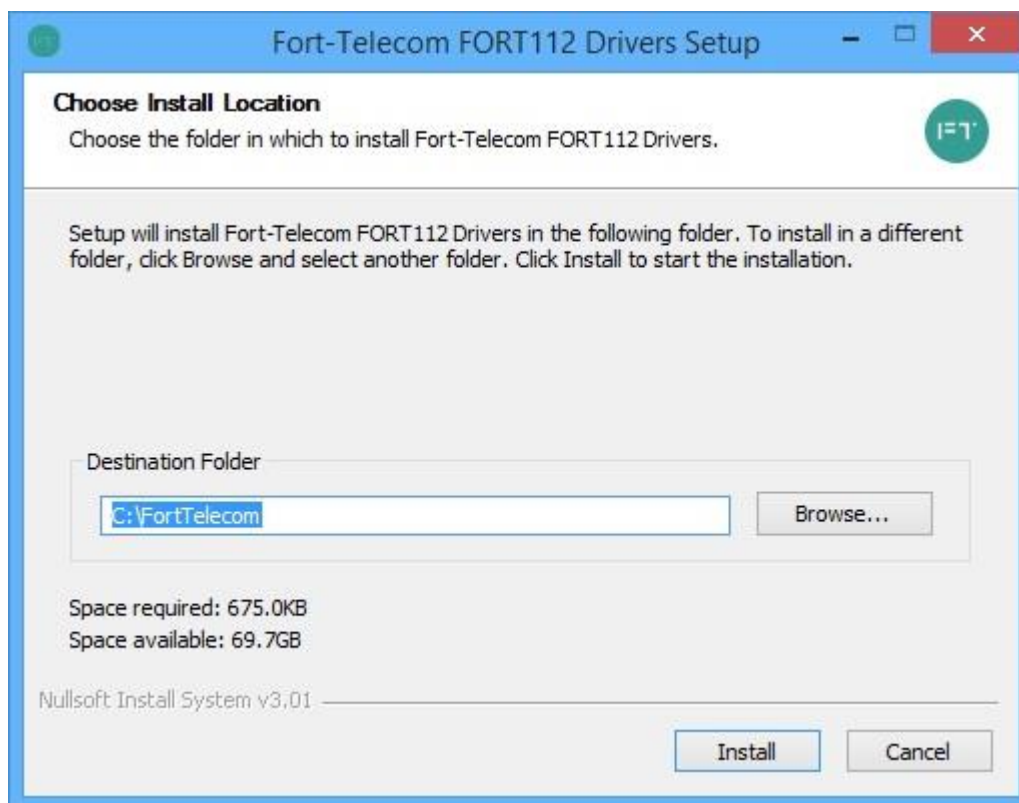 Fort-Telecom FORT112 Drivers Setup
Choose Install Location
Choose the folder in which to install Fort-Telecom FORT112 Drivers.
FT
Setup will install Fort-Telecom FORT112 Drivers in the following folder. To install in a different
folder, click Browse and select another folder. Click Install to start the installation.
Destination Folder
C:\FortTelecom
Browse...
Space required: 675.0KB
Space available: 69.7GB
Nullsoft Install System v3.01
Install
Cancel